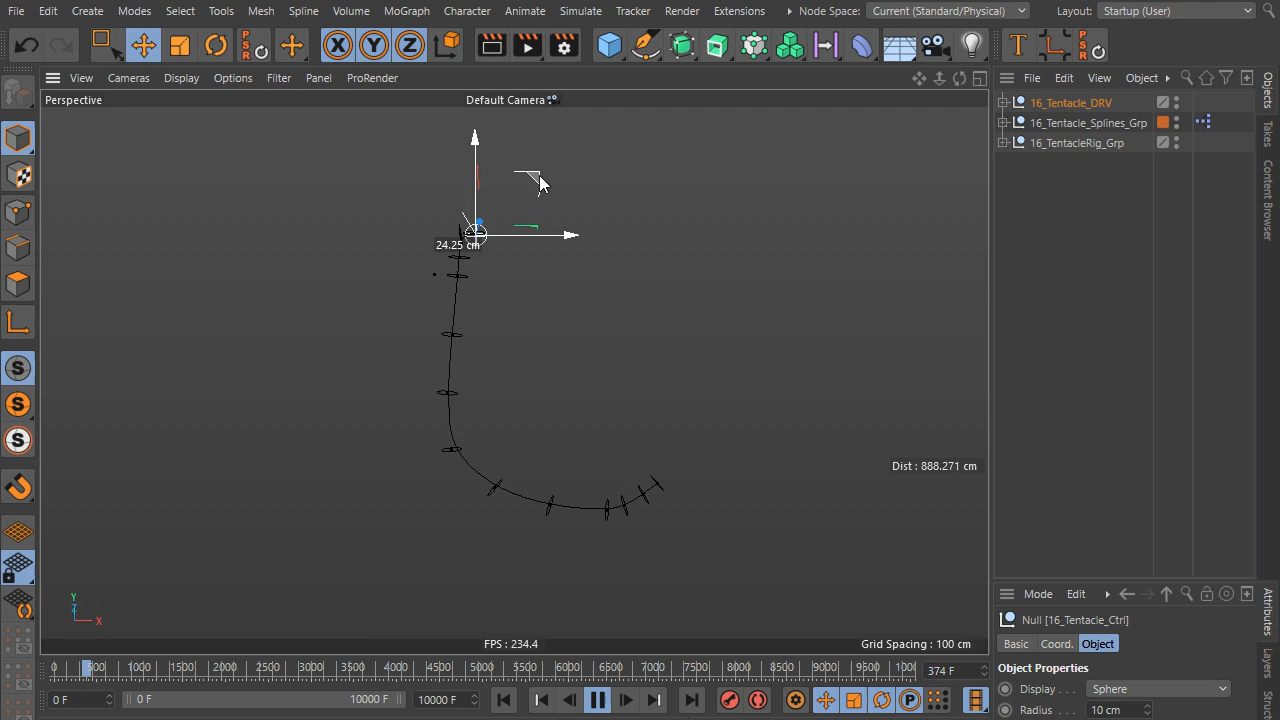 File Edit Create Modes Select Tools Mesh Spline Volume MoGraph Character Animate Simulate Tracker Render Extensions Node Space: Current (Standard/Physical) Layout: Startup (User)
X Y Z PSR T PSR
View Cameras Display Options Filter Panel ProRender
File Edit View Object
Perspective
Default Camera
16_Tentacle_DRV
16_Tentacle_Splines_Grp
16_TentacleRig_Grp
Objects
Takes
Content Browser
24.25 cm
S
S
S
Dist : 888.271 cm
Y
Z
X
FPS : 234.4
Grid Spacing : 100 cm
Mode Edit
Null [16_Tentacle_Ctrl]
Basic Coord. Object
Object Properties
Display . . . Sphere
Radius . . . 10 cm
Attributes
Layers
Struct
0 500 1000 1500 2000 2500 3000 3500 4000 4500 5000 5500 6000 6500 7000 7500 8000 8500 9000 9500 100
374 F
0 F
0 F
10000 F
10000 F
P